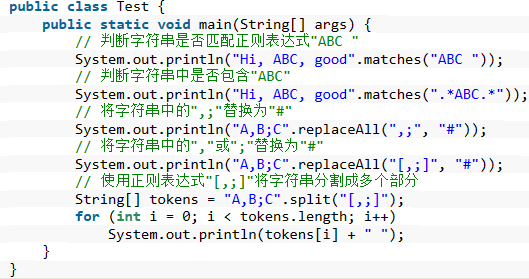 public class Test {
public static void main(String[] args) {
// 判断字符串是否匹配正则表达式"ABC "
System.out.println("Hi, ABC, good".matches("ABC "));
// 判断字符串中是否包含"ABC"
System.out.println("Hi, ABC, good".matches(".*ABC.*"));
// 将字符串中的",;"替换为"#"
System.out.println("A,B;C".replaceAll(",;", "#"));
// 将字符串中的","或";"替换为"#"
System.out.println("A,B;C".replaceAll("[,;]", "#"));
// 使用正则表达式"[,;]"将字符串分割成多个部分
String[] tokens = "A,B;C".split("[,;]");
for (int i = 0; i < tokens.length; i++)
System.out.println(tokens[i] + " ");
}
}